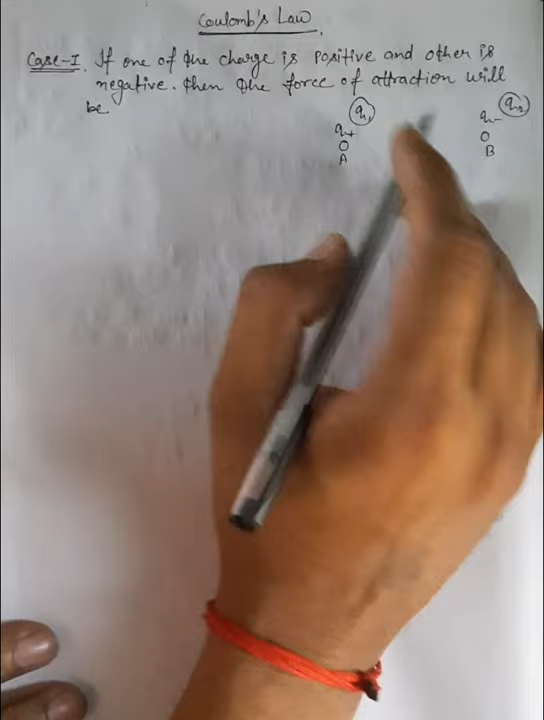 Coulomb's Law
Case-I. If one of the charge is positive and other is
negative. then the force of attraction will
be
q1 q2
q+ q-
O O
A B